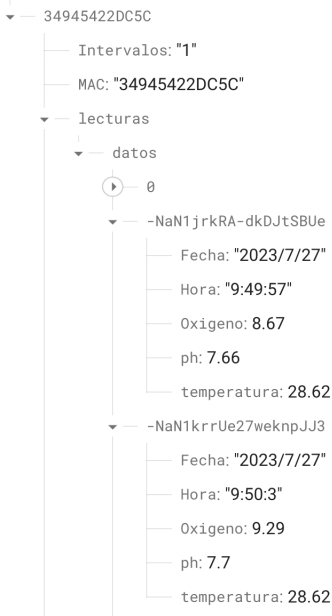 34945422DC5C
Intervalos: "1"
MAC: "34945422DC5C"
lecturas
datos
0
-NaN1jrkRA-dkDJtSBUe
Fecha: "2023/7/27"
Hora: "9:49:57"
Oxigeno: 8.67
ph: 7.66
temperatura: 28.62
-NaN1krrUe27weknpJJ3
Fecha: "2023/7/27"
Hora: "9:50:3"
Oxigeno: 9.29
ph: 7.7
temperatura: 28.62